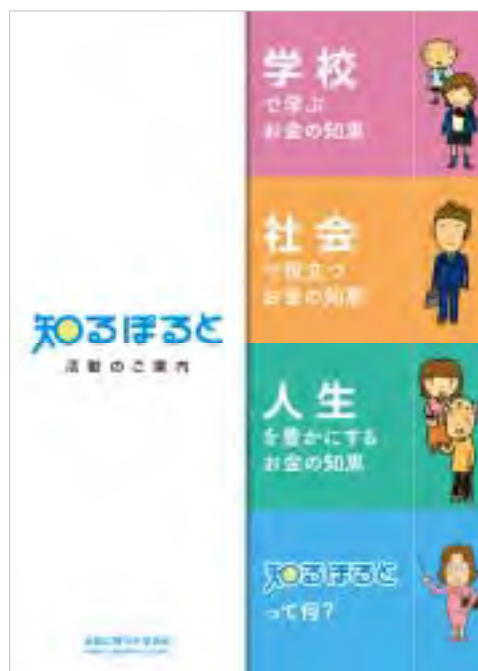 知るぽると
活動のご案内
学校
で学ぶ
お金の知恵
社会
で役立つ
お金の知恵
人生
を豊かにする
お金の知恵
知るぽると
って何?